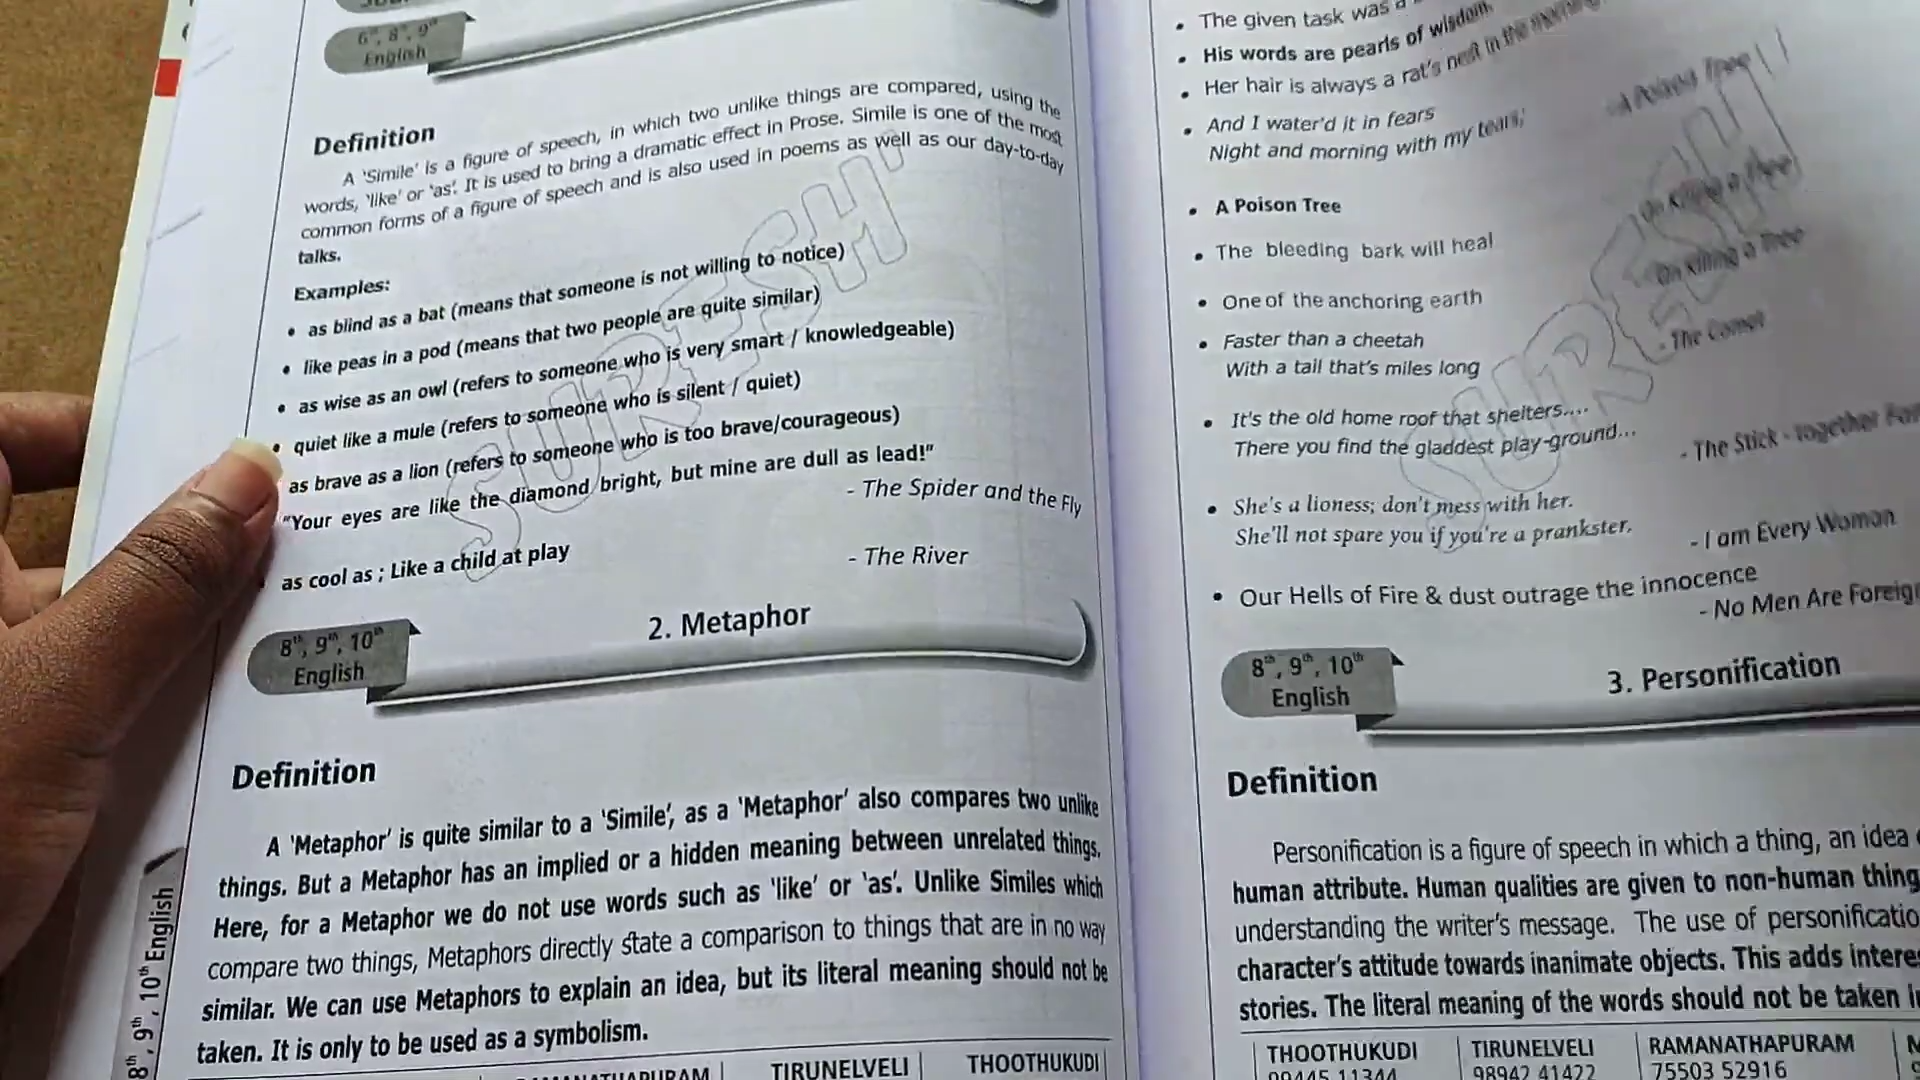 6th, 8th, 9th
English
Definition
A 'Simile' is a figure of speech, in which two unlike things are compared, using the
words, 'like' or 'as'. It is used to bring a dramatic effect in Prose. Simile is one of the most
common forms of a figure of speech and is also used in poems as well as our day-to-day
talks.
Examples:
• as blind as a bat (means that someone is not willing to notice)
• like peas in a pod (means that two people are quite similar)
• as wise as an owl (refers to someone who is very smart / knowledgeable)
• quiet like a mule (refers to someone who is silent / quiet)
as brave as a lion (refers to someone who is too brave/courageous)
"Your eyes are like the diamond bright, but mine are dull as lead!"
- The Spider and the Fly
as cool as ; Like a child at play - The River
8th, 9th, 10th
English
2. Metaphor
Definition
A 'Metaphor' is quite similar to a 'Simile', as a 'Metaphor' also compares two unlike
things. But a Metaphor has an implied or a hidden meaning between unrelated things.
Here, for a Metaphor we do not use words such as 'like' or 'as'. Unlike Similes which
compare two things, Metaphors directly state a comparison to things that are in no way
similar. We can use Metaphors to explain an idea, but its literal meaning should not be
taken. It is only to be used as a symbolism.
TIRUNELVELI
THOOTHUKUDI
8th, 9th, 10th English
SURESH'
• The given task was a
• His words are pearls of wisdom.
• Her hair is always a rat's nest in the morning
• And I water'd it in fears
Night and morning with my tears;
- A Poison Tree
• A Poison Tree
• The bleeding bark will heal - On Killing a Tree
• One of the anchoring earth - On Killing a Tree
• Faster than a cheetah
With a tail that's miles long - The Comet
• It's the old home roof that shelters....
There you find the gladdest play-ground...
- The Stick - together Fam
• She's a lioness; don't mess with her.
She'll not spare you if you're a prankster.
- I am Every Woman
• Our Hells of Fire & dust outrage the innocence
- No Men Are Foreign
8th, 9th, 10th
English
3. Personification
Definition
Personification is a figure of speech in which a thing, an idea
human attribute. Human qualities are given to non-human thing
understanding the writer's message. The use of personificatio
character's attitude towards inanimate objects. This adds interes
stories. The literal meaning of the words should not be taken in
THOOTHUKUDI
99445 11344
TIRUNELVELI
98942 41422
RAMANATHAPURAM
75503 52916